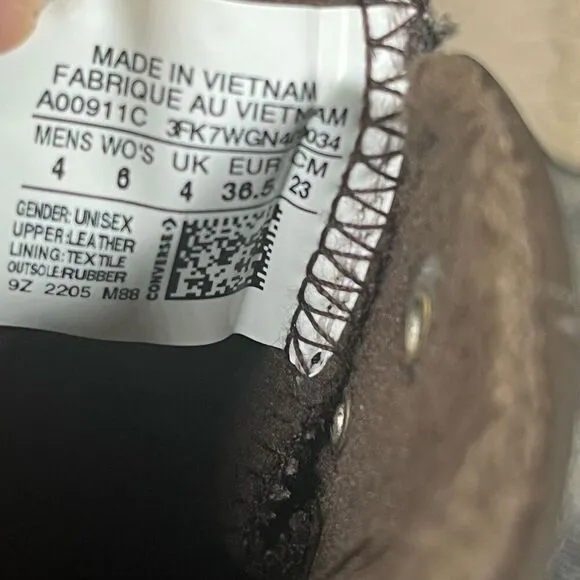 MADE IN VIETNAM
FABRIQUE AU VIETNAM
A00911C
MENS WO'S UK EUR CM
4 6 4 36.5 23
GENDER: UNISEX
UPPER:LEATHER
LINING: TEXTILE
OUTSOLE:RUBBER
9Z 2205 M88
CONVERSE